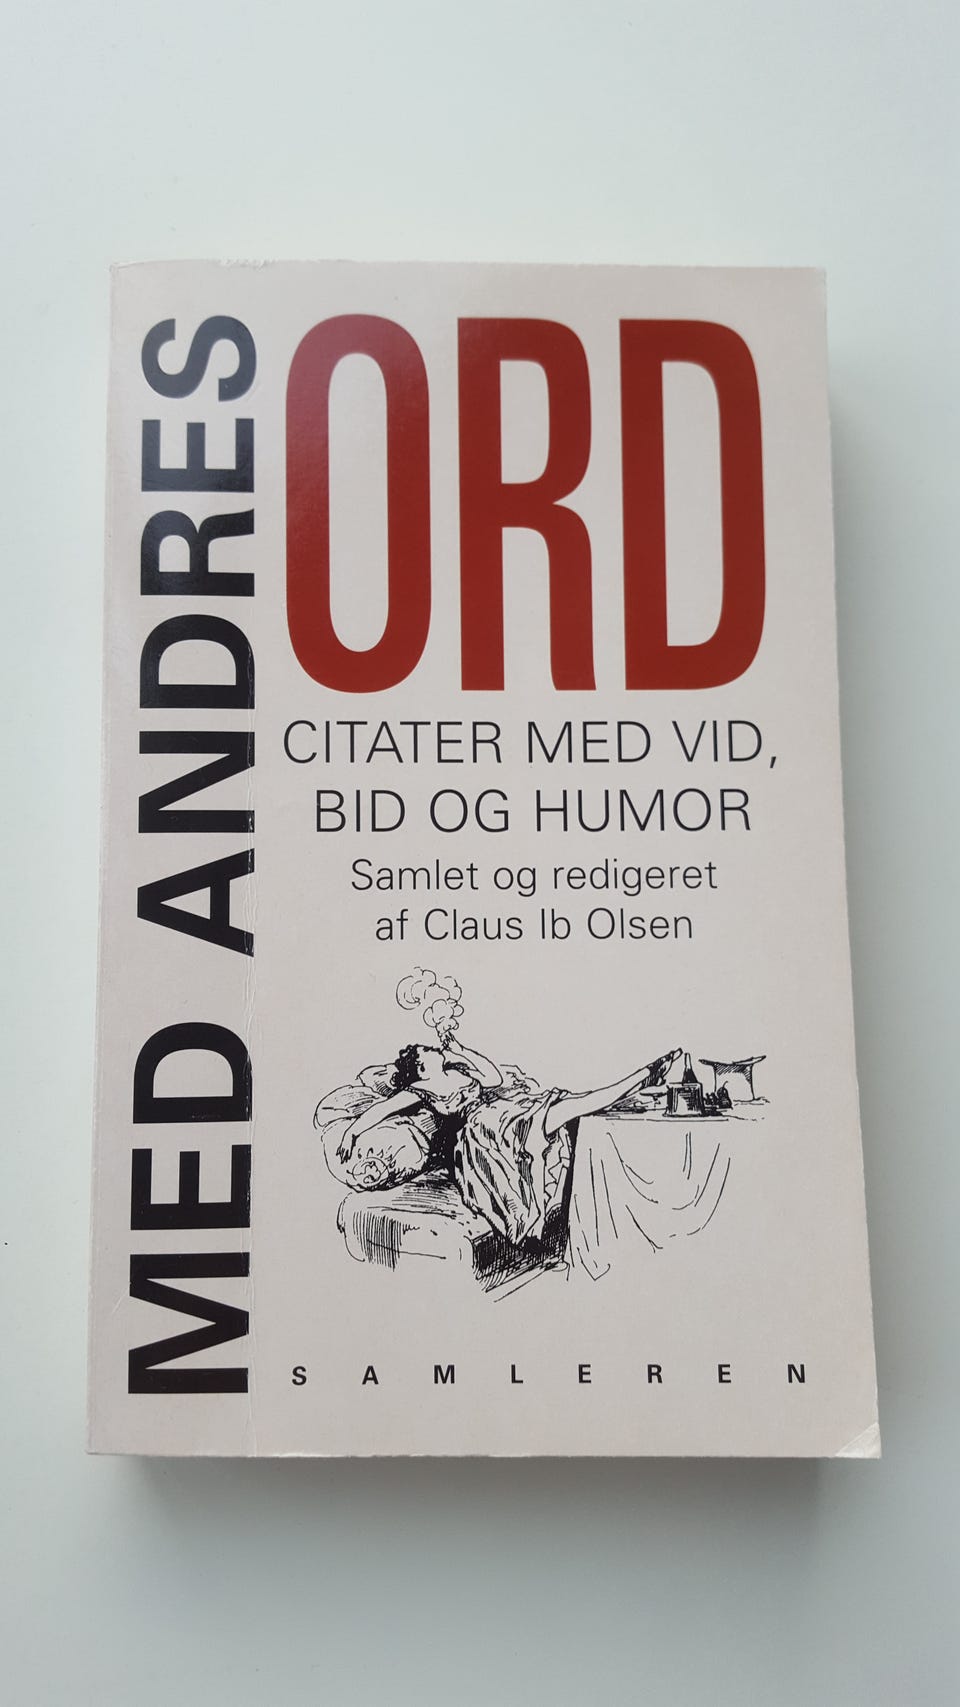 MED ANDRES
ORD
CITATER MED VID,
BID OG HUMOR
Samlet og redigeret
af Claus Ib Olsen
SAMLEREN